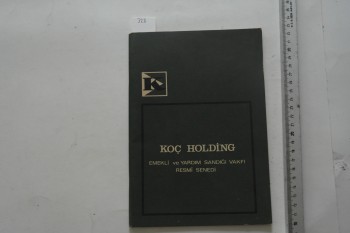 KOÇ HOLDİNG
EMEKLİ ve YARDIM SANDIĞI VAKFI
RESMİ SENEDİ